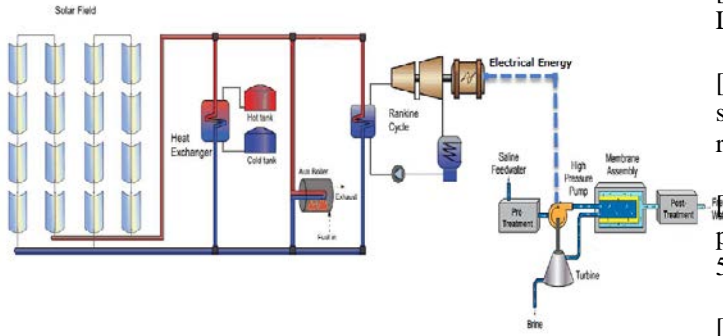 Solar Field
Heat
Exchanger
Hot tank
Cold tank
Aux Boiler
Exhaust
Fuel in
Rankine
Cycle
Electrical Energy
Saline
Feedwater
Pre
Treatment
High
Pressure
Pump
Membrane
Assembly
Post-
Treatment
Turbine
Brine
L
[
s
r
p
5
[